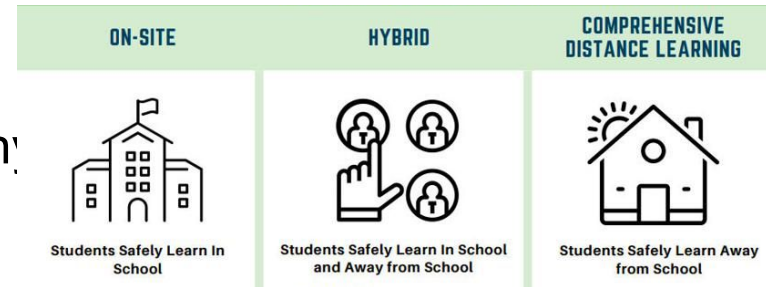 ON-SITE
HYBRID
COMPREHENSIVE
DISTANCE LEARNING
Students Safely Learn In
School
Students Safely Learn In School
and Away from School
Students Safely Learn Away
from School